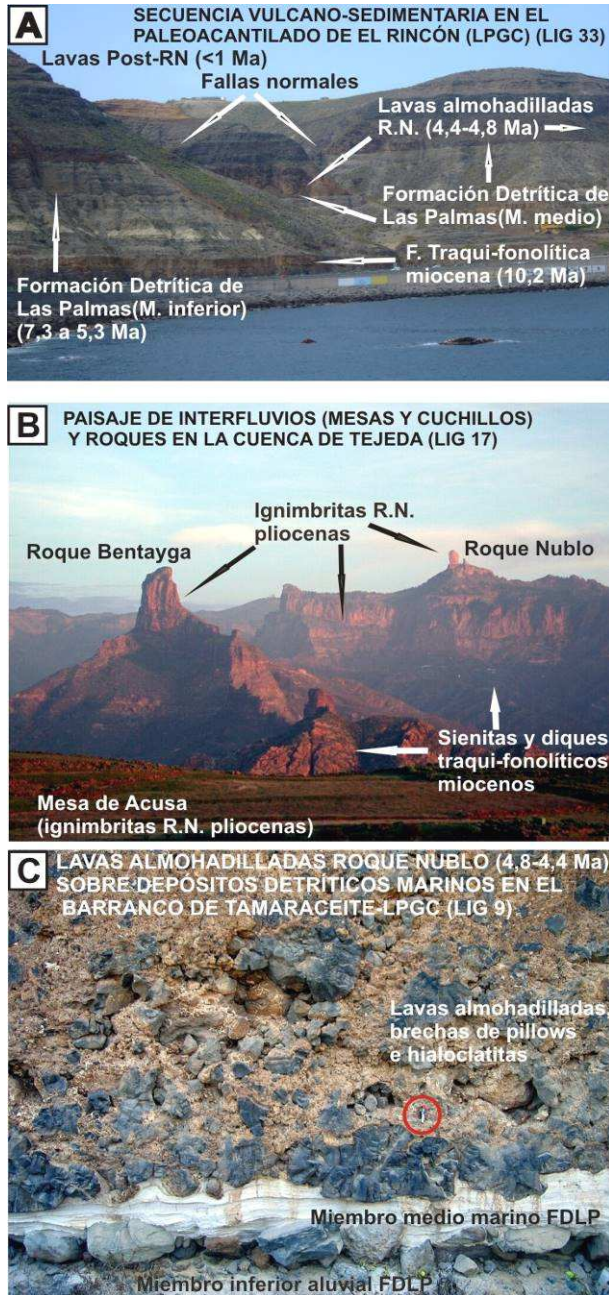 A
SECUENCIA VULCANO-SEDIMENTARIA EN EL
PALEOACANTILADO DE EL RINCÓN (LPGC) (LIG 33)
Lavas Post-RN (<1 Ma)
Fallas normales
Lavas almohadilladas
R.N. (4,4-4,8 Ma)
Formación Detrítica de
Las Palmas(M. medio)
F. Traqui-fonolítica
miocena (10,2 Ma)
Formación Detrítica de
Las Palmas(M. inferior)
(7,3 a 5,3 Ma)
B
PAISAJE DE INTERFLUVIOS (MESAS Y CUCHILLOS)
Y ROQUES EN LA CUENCA DE TEJEDA (LIG 17)
Ignimbritas R.N.
pliocenas
Roque Bentayga
Roque Nublo
Sienitas y diques
traqui-fonolíticos
miocenos
Mesa de Acusa
(ignimbritas R.N. pliocenas)
C
LAVAS ALMOHADILLADAS ROQUE NUBLO (4,8-4,4 Ma)
SOBRE DEPÓSITOS DETRÍTICOS MARINOS EN EL
BARRANCO DE TAMARACEITE-LPGC (LIG 9)
Lavas almohadilladas,
brechas de pillows
e hialoclatitas
Miembro medio marino FDLP
Miembro inferior aluvial FDLP